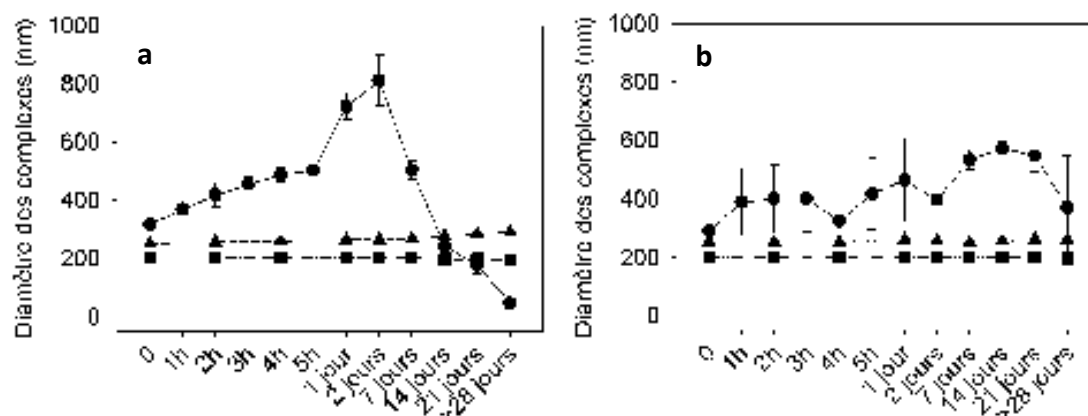 a
Diamètre des complexes (nm)
1000
800
600
400
200
0
0
1h
2h
3h
4h
5h
1 jour
2 jours
7 jours
14 jours
21 jours
>28 jours
b
Diamètre des complexes (nm)
1000
800
600
400
200
0
0
1h
2h
3h
4h
5h
1 jour
2 jours
7 jours
14 jours
21 jours
>28 jours